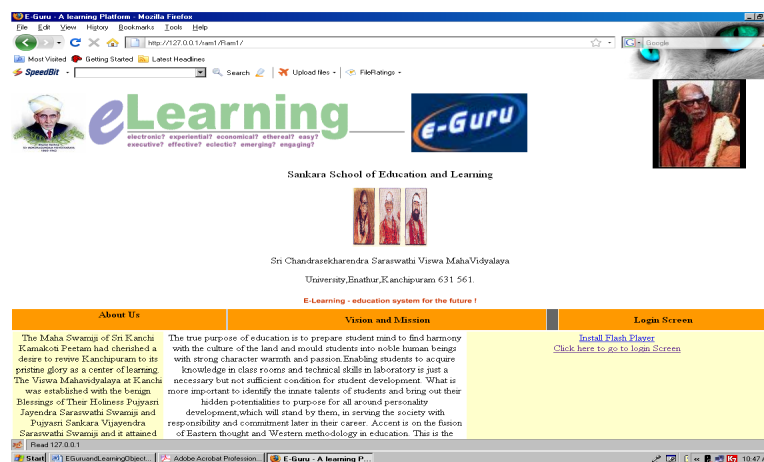 E-Guru - A learning Platform - Mozilla Firefox
File Edit View History Bookmarks Tools Help
http://127.0.0.1/ram1/Ram1/
Google
Most Visited Getting Started Latest Headlines
SpeedBit Search Upload files FileRatings
eLearning
electronic? experiential? economical? ethereal? easy?
executive? effective? eclectic? emerging? engaging?
E-GURU
Sankara School of Education and Learning
Sri Chandrasekharendra Saraswathi Viswa MahaVidyalaya
University,Enathur,Kanchipuram 631 561.
E-Learning - education system for the future !
About Us
Vision and Mission
Login Screen
The Maha Swamiji of Sri Kanchi
Kamakoti Peetam had cherished a
desire to revive Kanchipuram to its
pristine glory as a center of learning.
The Viswa Mahavidyalaya at Kanchi
was established with the benign
Blessings of Their Holiness Pujyasri
Jayendra Saraswathi Swamiji and
Pujyasri Sankara Vijayendra
Saraswathi Swamiji and it attained
The true purpose of education is to prepare student mind to find harmony
with the culture of the land and mould students into noble human beings
with strong character warmth and passion.Enabling students to acquire
knowledge in class rooms and technical skills in laboratory is just a
necessary but not sufficient condition for student development. What is
more important to identify the innate talents of students and bring out their
hidden potentialities to purpose for all around personality
development,which will stand by them, in serving the society with
responsibility and commitment later in their career. Accent is on the fusion
of Eastern thought and Western methodology in education. This is the
Install Flash Player
Click here to go to login Screen
Read 127.0.0.1
Start EGuruandLearningObject... Adobe Acrobat Profession... E-Guru - A learning P... 10:47